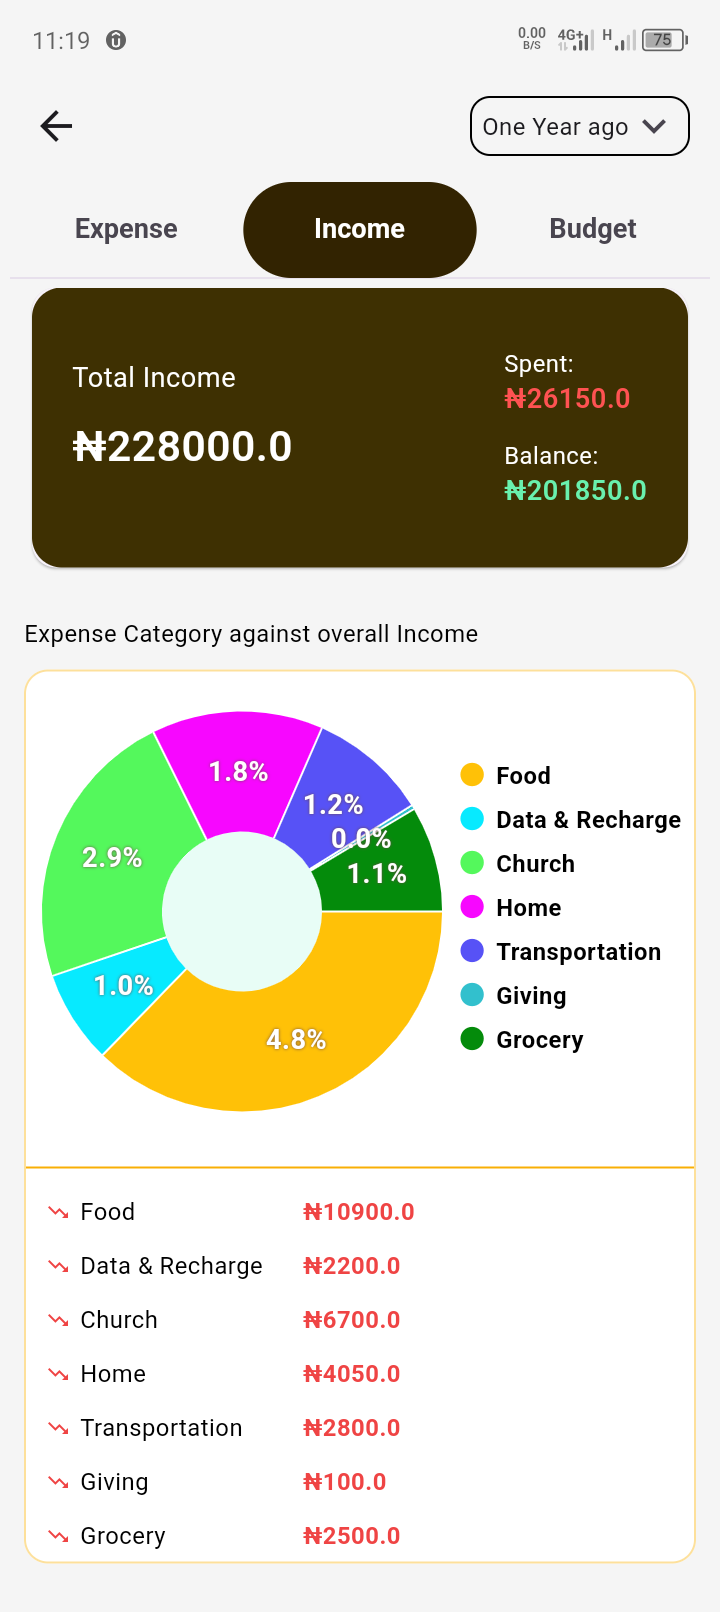 11:19
0.00 B/S 4G+ H 75
One Year ago
Expense Income Budget
Total Income
₦228000.0
Spent:
₦26150.0
Balance:
₦201850.0
Expense Category against overall Income
1.8%
1.2%
0.0%
2.9%
1.1%
1.0%
4.8%
Food
Data & Recharge
Church
Home
Transportation
Giving
Grocery
Food ₦10900.0
Data & Recharge ₦2200.0
Church ₦6700.0
Home ₦4050.0
Transportation ₦2800.0
Giving ₦100.0
Grocery ₦2500.0